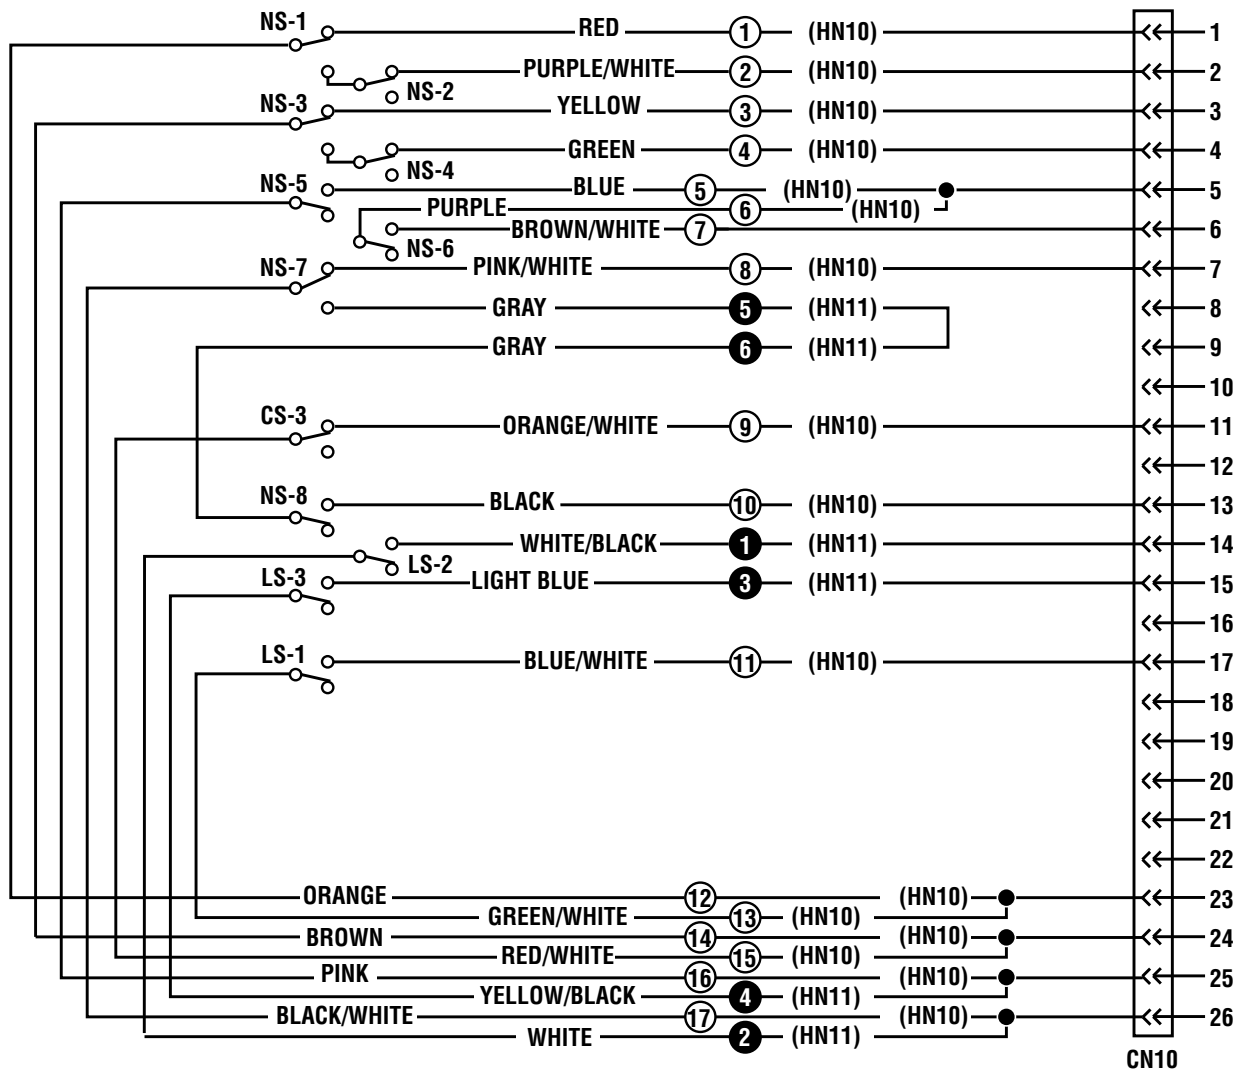 NS-1 RED 1 (HN10) 1
PURPLE/WHITE 2 (HN10) 2
NS-2
NS-3 YELLOW 3 (HN10) 3
GREEN 4 (HN10) 4
NS-4
NS-5 BLUE 5 (HN10) 5
PURPLE 6 (HN10)
BROWN/WHITE 7 6
NS-6
NS-7 PINK/WHITE 8 (HN10) 7
GRAY 5 (HN11) 8
GRAY 6 (HN11) 9
10
CS-3 ORANGE/WHITE 9 (HN10) 11
12
NS-8 BLACK 10 (HN10) 13
WHITE/BLACK 1 (HN11) 14
LS-2
LS-3 LIGHT BLUE 3 (HN11) 15
16
LS-1 BLUE/WHITE 11 (HN10) 17
18
19
20
21
22
ORANGE 12 (HN10) 23
GREEN/WHITE 13 (HN10)
BROWN 14 (HN10) 24
RED/WHITE 15 (HN10)
PINK 16 (HN10) 25
YELLOW/BLACK 4 (HN11)
BLACK/WHITE 17 (HN10) 26
WHITE 2 (HN11)
CN10